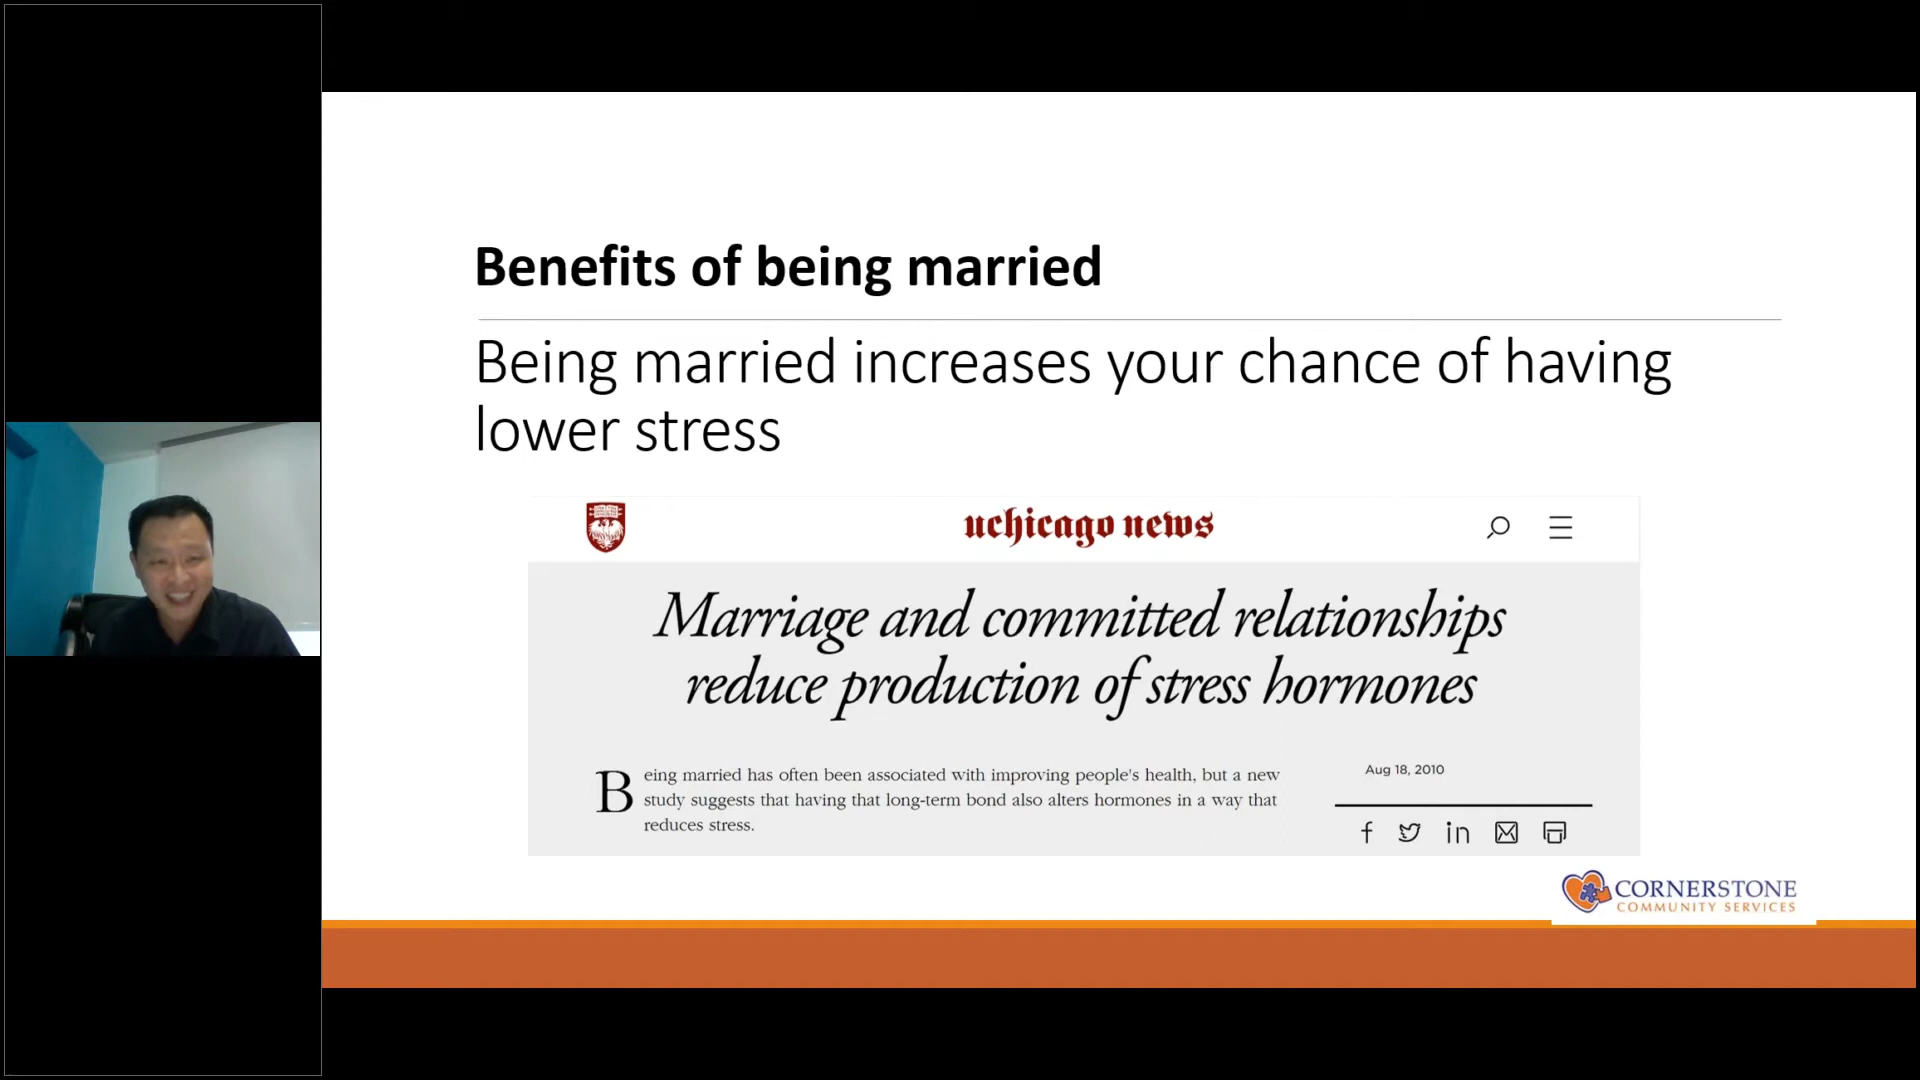 Benefits of being married
Being married increases your chance of having
lower stress
uchicago news
Marriage and committed relationships
reduce production of stress hormones
Being married has often been associated with improving people's health, but a new
study suggests that having that long-term bond also alters hormones in a way that
reduces stress.
Aug 18, 2010
CORNERSTONE
COMMUNITY SERVICES